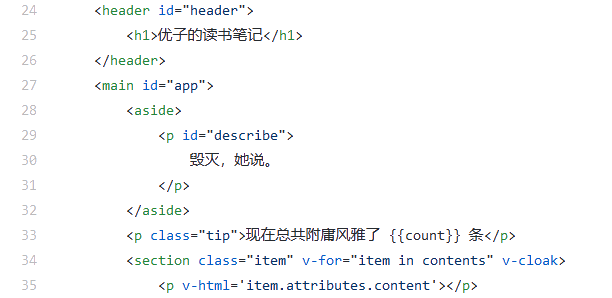 24 <header id="header">
25 <h1>优子的读书笔记</h1>
26 </header>
27 <main id="app">
28 <aside>
29 <p id="describe">
30 毁灭，她说。
31 </p>
32 </aside>
33 <p class="tip">现在总共附庸风雅了 {{count}} 条</p>
34 <section class="item" v-for="item in contents" v-cloak>
35 <p v-html='item.attributes.content'></p>